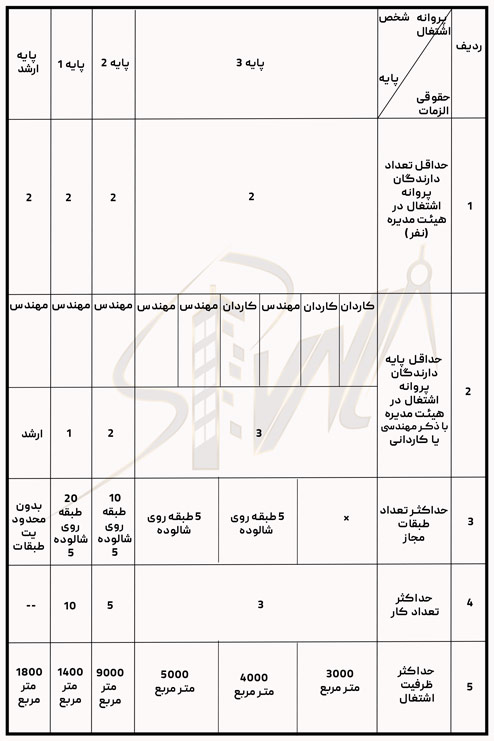 ردیف
پروانه شخص
اشتغال
پایه
حقوقی
الزمات
پایه 3
پایه 2
پایه 1
پایه
ارشد
1
حداقل تعداد
دارندگان
پروانه
اشتغال در
هیئت مدیره
(نفر)
2
2
2
2
2
حداقل پایه
دارندگان
پروانه
اشتغال در
هیئت مدیره
با ذکر مهندسی
یا کاردانی
کاردان
کاردان
مهندس
کاردان
مهندس
مهندس
مهندس
مهندس
مهندس
3
2
1
ارشد
3
حداکثر تعداد
طبقات
مجاز
×
5 طبقه روی
شالوده
5 طبقه روی
شالوده
10
طبقه
روی
شالوده
5
20
طبقه
روی
شالوده
5
بدون
محدود
یت
طبقات
4
حداکثر
تعداد کار
3
5
10
--
5
حداکثر
ظرفیت
اشتغال
3000
متر مربع
4000
متر مربع
5000
متر مربع
9000
متر
مربع
1400
متر
مربع
1800
متر
مربع